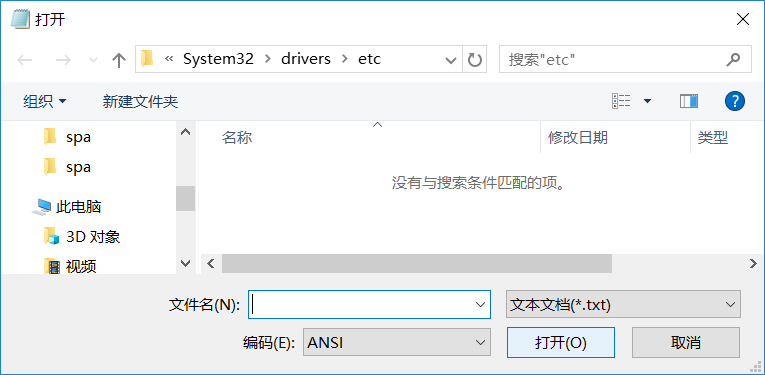 打开
« System32 > drivers > etc
搜索"etc"
组织 新建文件夹
?
spa
spa
此电脑
3D 对象
视频
名称 修改日期 类型
没有与搜索条件匹配的项。
文件名(N): 文本文档(*.txt)
编码(E): ANSI 打开(O) 取消